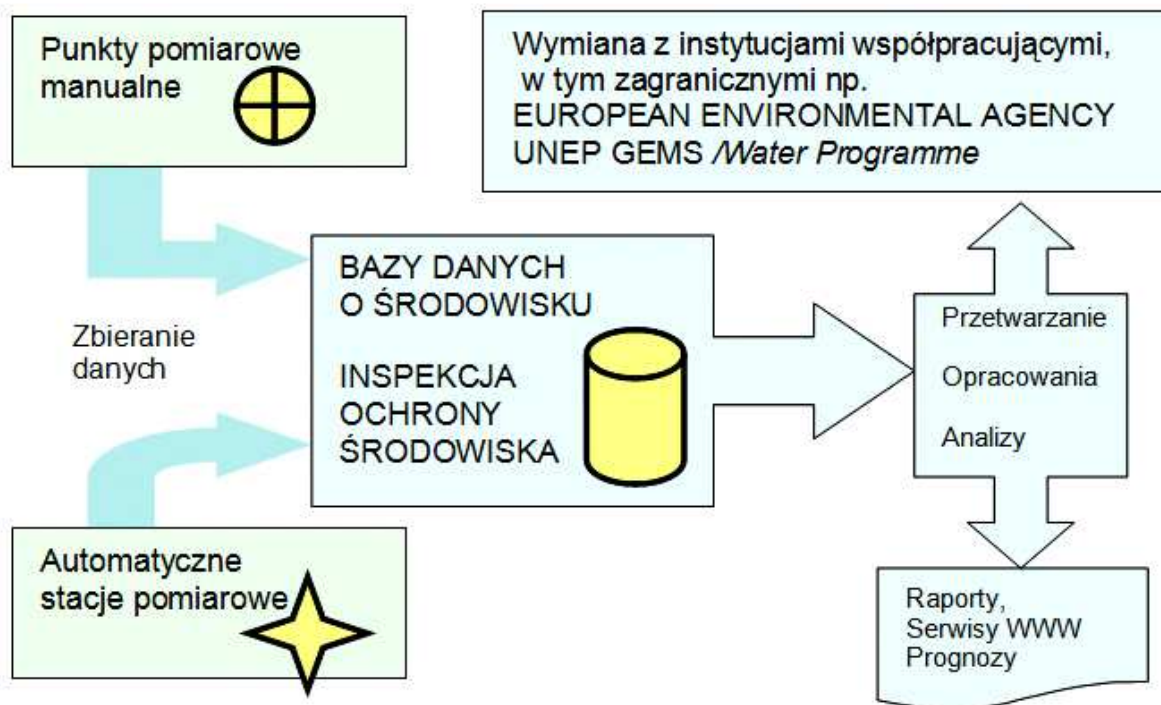 Punkty pomiarowe
manualne
Wymiana z instytucjami współpracującymi,
w tym zagranicznymi np.
EUROPEAN ENVIRONMENTAL AGENCY
UNEP GEMS /Water Programme
Zbieranie
danych
BAZY DANYCH
O ŚRODOWISKU
INSPEKCJA
OCHRONY
ŚRODOWISKA
Przetwarzanie
Opracowania
Analizy
Automatyczne
stacje pomiarowe
Raporty,
Serwisy WWW
Prognozy